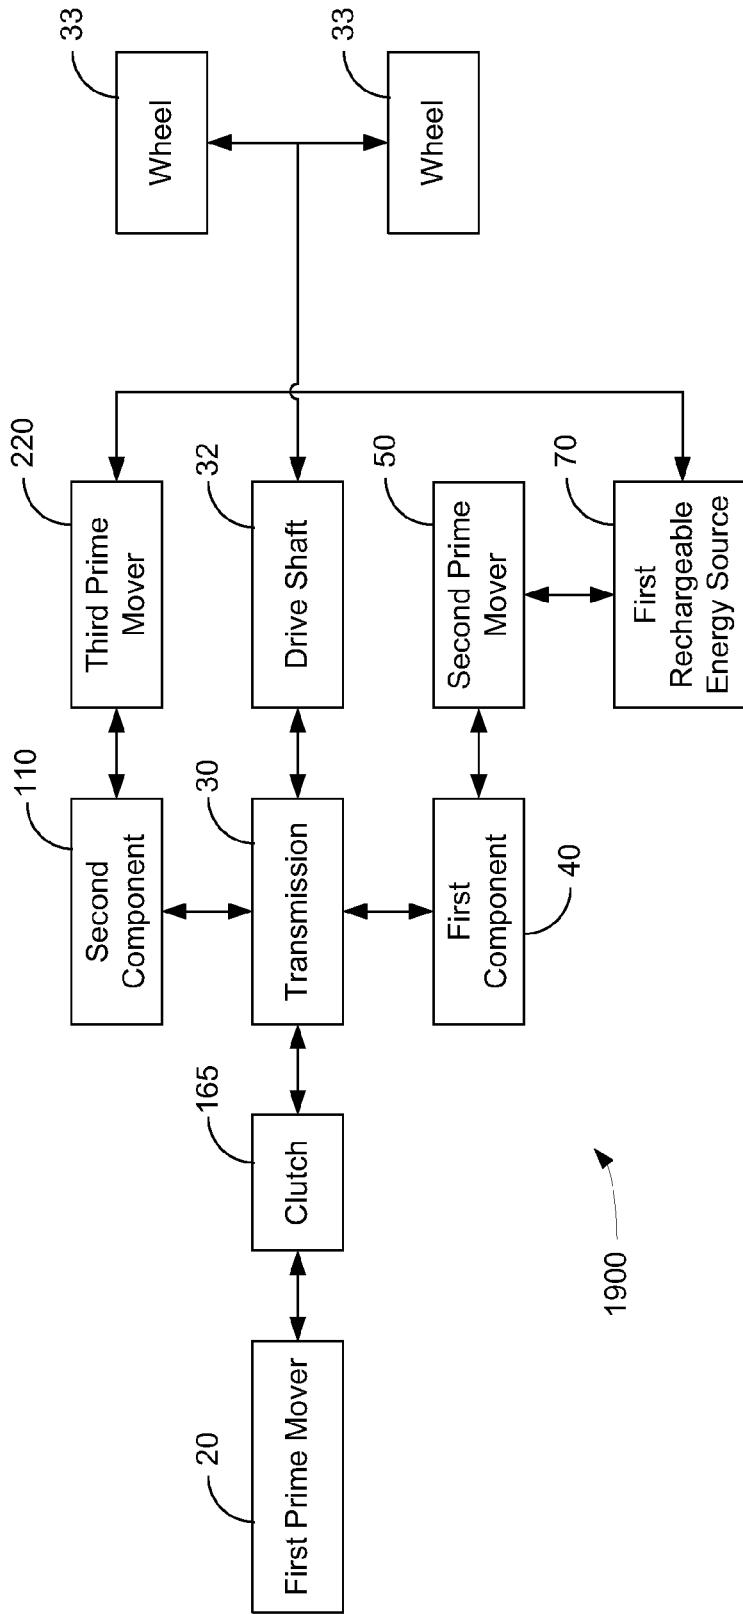 33
Wheel
33
Wheel
220
Third Prime
Mover
32
Drive Shaft
50
Second Prime
Mover
70
First
Rechargeable
Energy Source
110
Second
Component
30
Transmission
First
Component
40
165
Clutch
20
First Prime Mover
1900